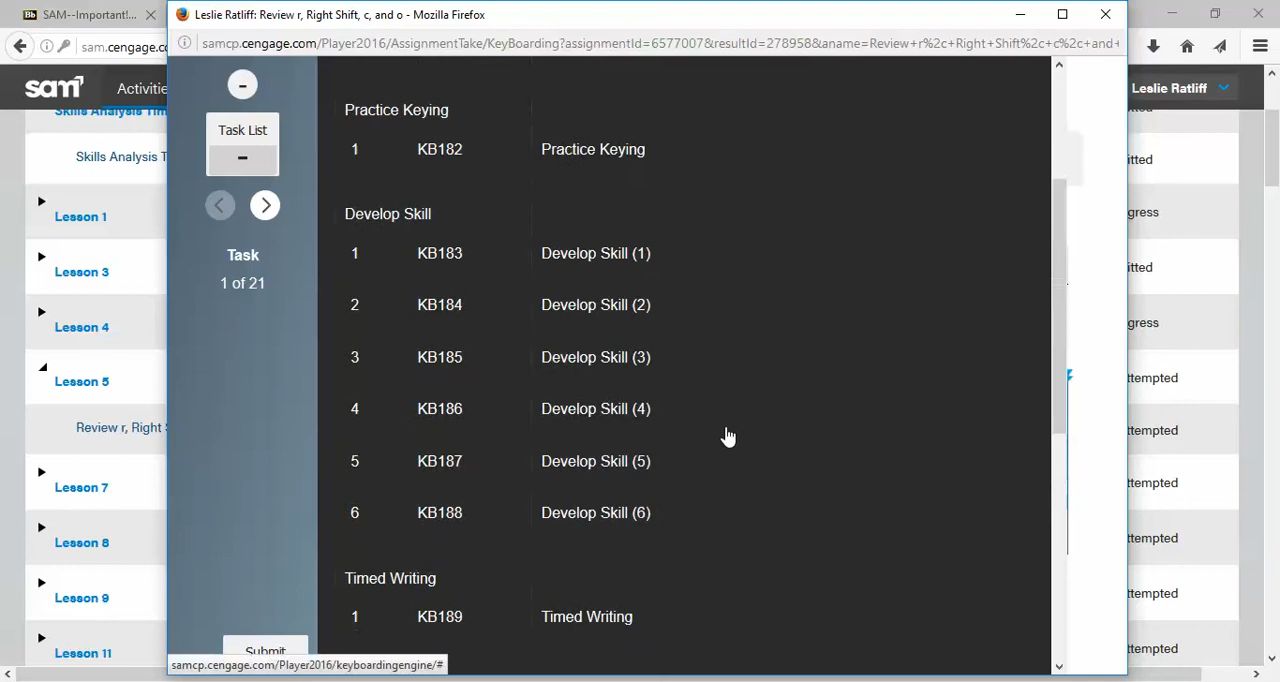 SAM--Important!...
Leslie Ratliff: Review r, Right Shift, c, and o - Mozilla Firefox
sam.cengage.co
samcp.cengage.com/Player2016/AssignmentTake/KeyBoarding?assignmentId=6577007&resultId=278958&aname=Review+r%2c+Right+Shift%2c+c%2c+and+
sam
Activitie
Leslie Ratliff
Skills Analysis Tim
Skills Analysis T
Lesson 1
Lesson 3
Lesson 4
Lesson 5
Review r, Right S
Lesson 7
Lesson 8
Lesson 9
Lesson 11
-
Task List
-
Task
1 of 21
Submit
Practice Keying
1 KB182 Practice Keying
Develop Skill
1 KB183 Develop Skill (1)
2 KB184 Develop Skill (2)
3 KB185 Develop Skill (3)
4 KB186 Develop Skill (4)
5 KB187 Develop Skill (5)
6 KB188 Develop Skill (6)
Timed Writing
1 KB189 Timed Writing
itted
gress
itted
gress
ttempted
ttempted
ttempted
ttempted
ttempted
ttempted
samcp.cengage.com/Player2016/keyboardingengine/#